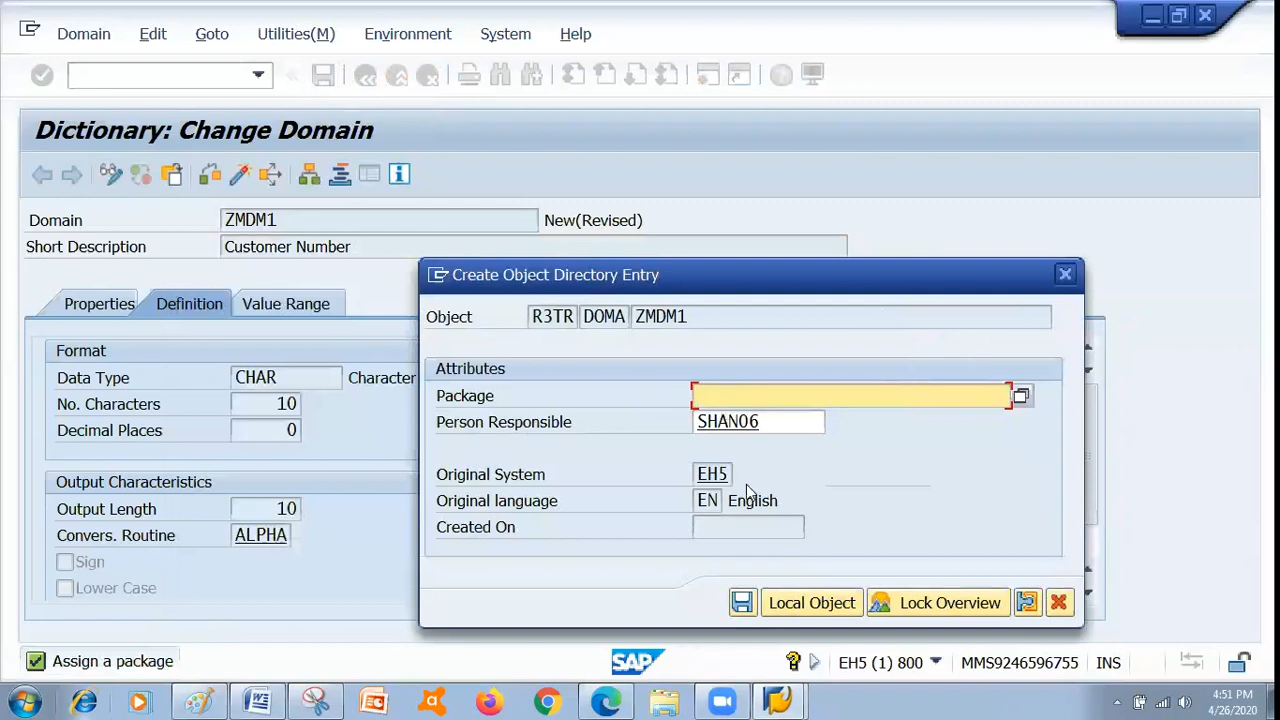 Domain Edit Goto Utilities(M) Environment System Help
Dictionary: Change Domain
Domain ZMDM1 New(Revised)
Short Description Customer Number
Properties Definition Value Range
Format
Data Type CHAR Character
No. Characters 10
Decimal Places 0
Output Characteristics
Output Length 10
Convers. Routine ALPHA
Sign
Lower Case
Create Object Directory Entry
Object R3TR DOMA ZMDM1
Attributes
Package
Person Responsible SHAN06
Original System EH5
Original language EN English
Created On
Local Object Lock Overview
Assign a package
SAP
EH5 (1) 800 MMS9246596755 INS
4:51 PM
4/26/2020